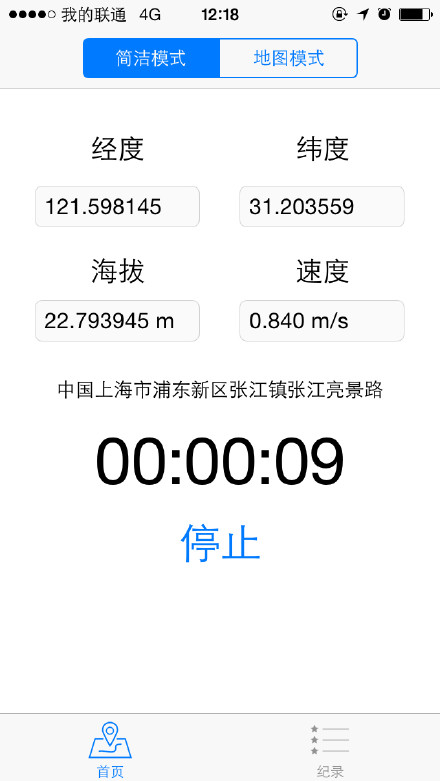 我的联通 4G 12:18
简洁模式 地图模式
经度 纬度
121.598145 31.203559
海拔 速度
22.793945 m 0.840 m/s
中国上海市浦东新区张江镇张江亮景路
00:00:09
停止
首页 纪录